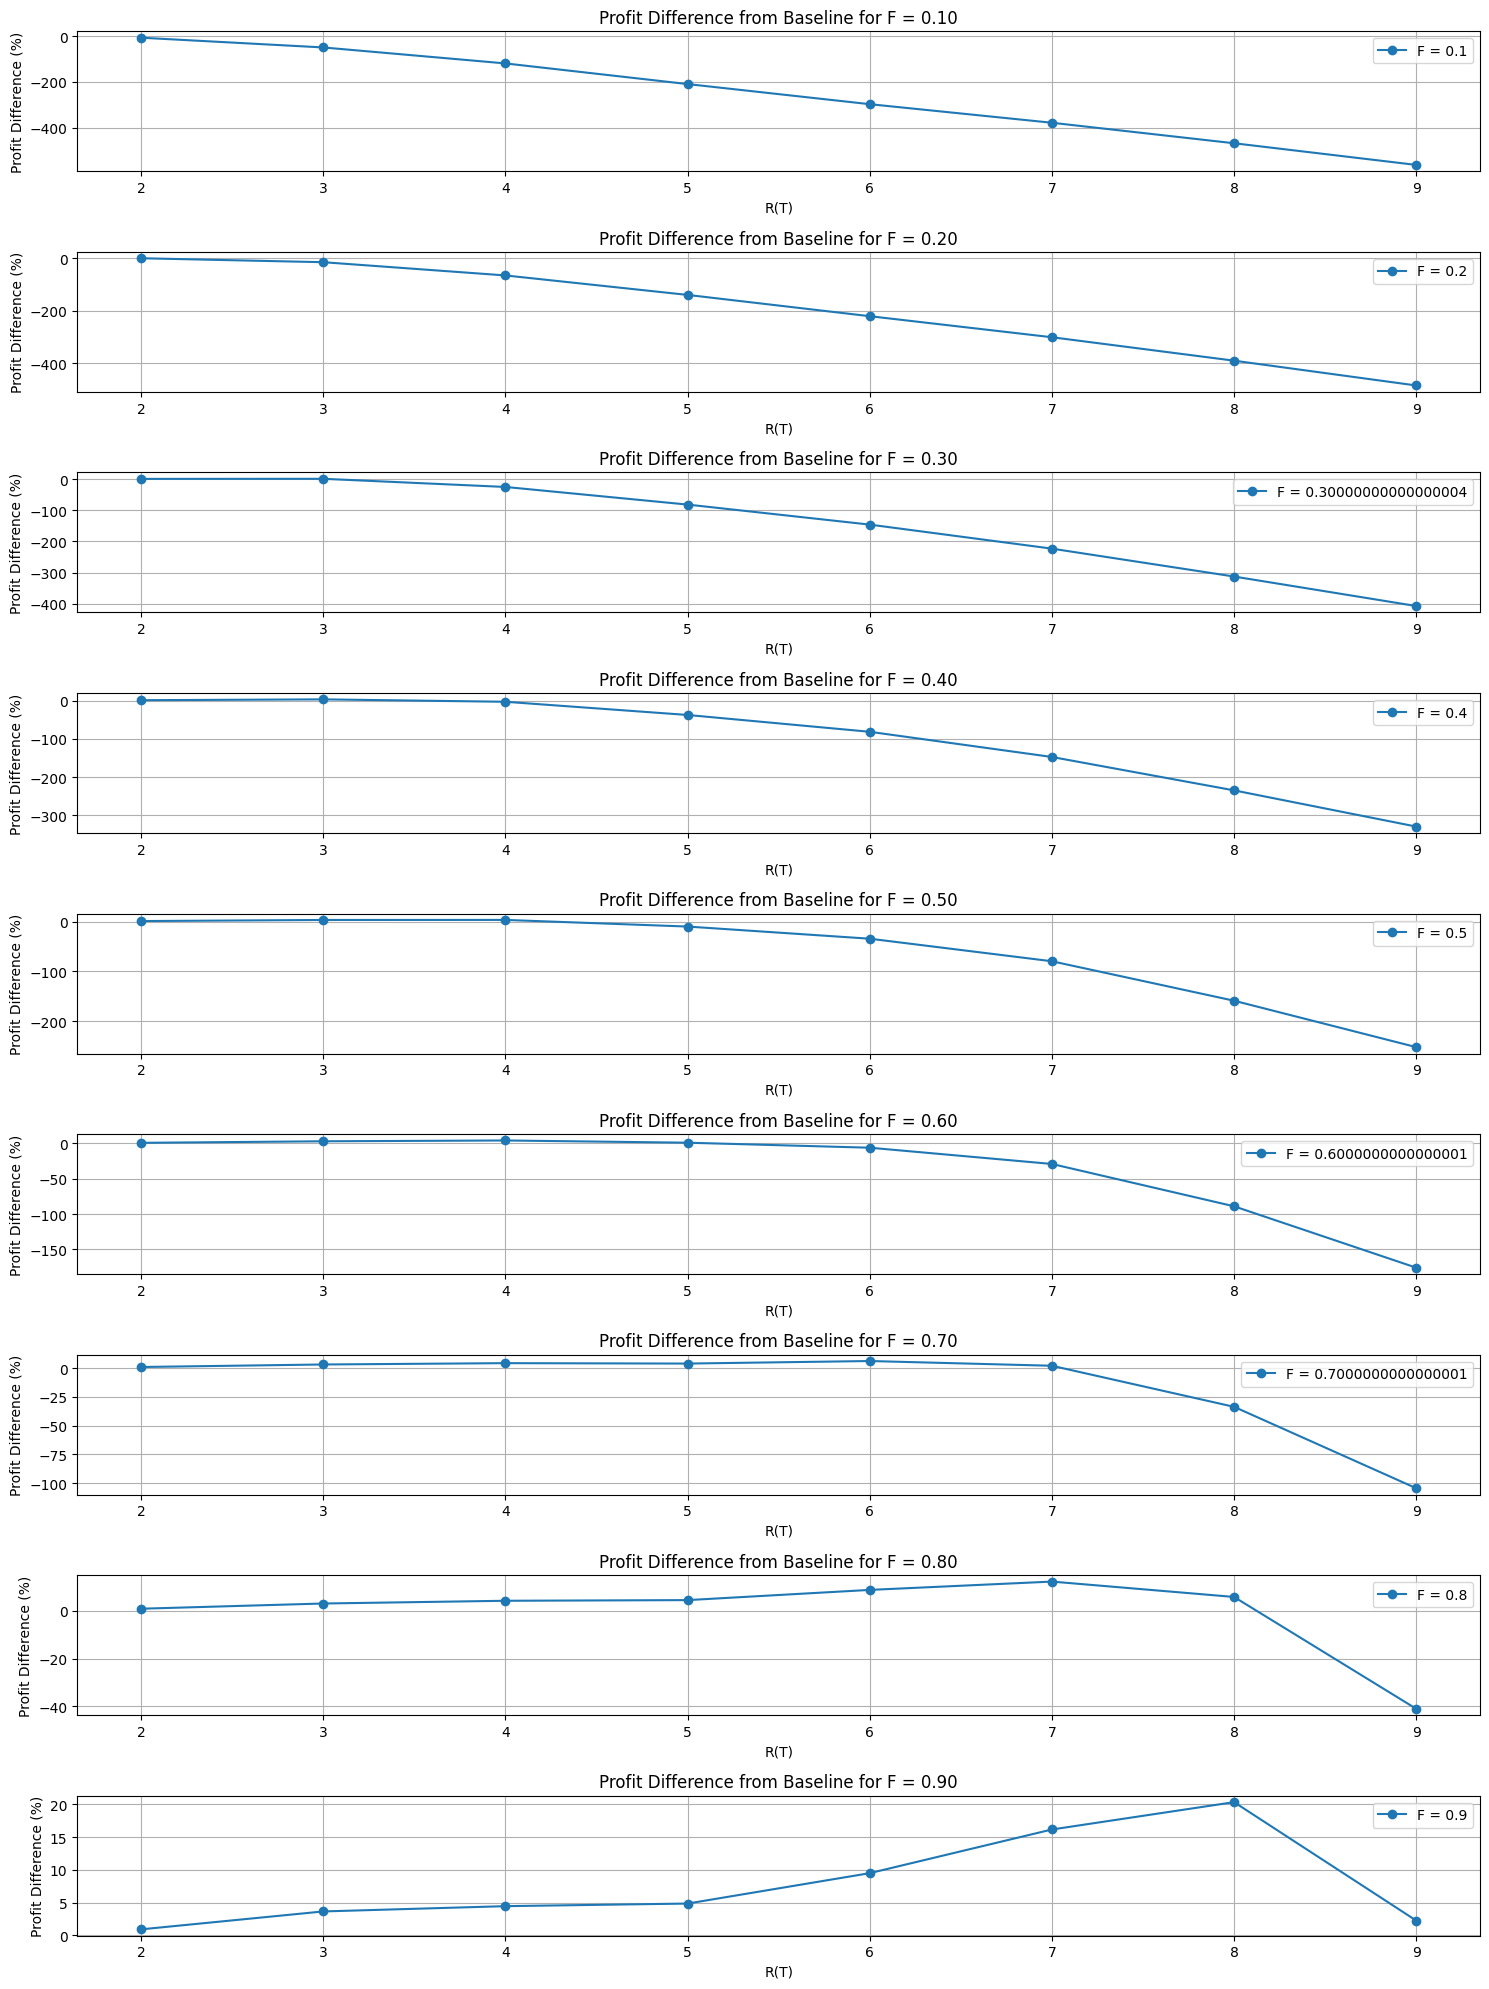 Profit Difference from Baseline for F = 0.10
Profit Difference (%)
0
−200
−400
F = 0.1
2 3 4 5 6 7 8 9
R(T)
Profit Difference from Baseline for F = 0.20
Profit Difference (%)
0
−200
−400
F = 0.2
2 3 4 5 6 7 8 9
R(T)
Profit Difference from Baseline for F = 0.30
Profit Difference (%)
0
−100
−200
−300
−400
F = 0.30000000000000004
2 3 4 5 6 7 8 9
R(T)
Profit Difference from Baseline for F = 0.40
Profit Difference (%)
0
−100
−200
−300
F = 0.4
2 3 4 5 6 7 8 9
R(T)
Profit Difference from Baseline for F = 0.50
Profit Difference (%)
0
−100
−200
F = 0.5
2 3 4 5 6 7 8 9
R(T)
Profit Difference from Baseline for F = 0.60
Profit Difference (%)
0
−50
−100
−150
F = 0.6000000000000001
2 3 4 5 6 7 8 9
R(T)
Profit Difference from Baseline for F = 0.70
Profit Difference (%)
0
−25
−50
−75
−100
F = 0.7000000000000001
2 3 4 5 6 7 8 9
R(T)
Profit Difference from Baseline for F = 0.80
Profit Difference (%)
0
−20
−40
F = 0.8
2 3 4 5 6 7 8 9
R(T)
Profit Difference from Baseline for F = 0.90
Profit Difference (%)
20
15
10
5
0
F = 0.9
2 3 4 5 6 7 8 9
R(T)